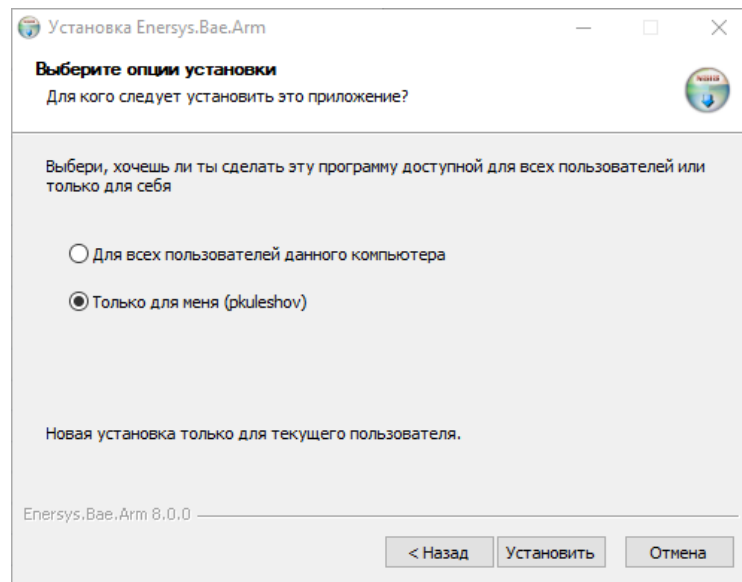 Установка Enersys.Bae.Arm
Выберите опции установки
Для кого следует установить это приложение?
Выбери, хочешь ли ты сделать эту программу доступной для всех пользователей или
только для себя
Для всех пользователей данного компьютера
Только для меня (pkuleshov)
Новая установка только для текущего пользователя.
Enersys.Bae.Arm 8.0.0
< Назад Установить Отмена